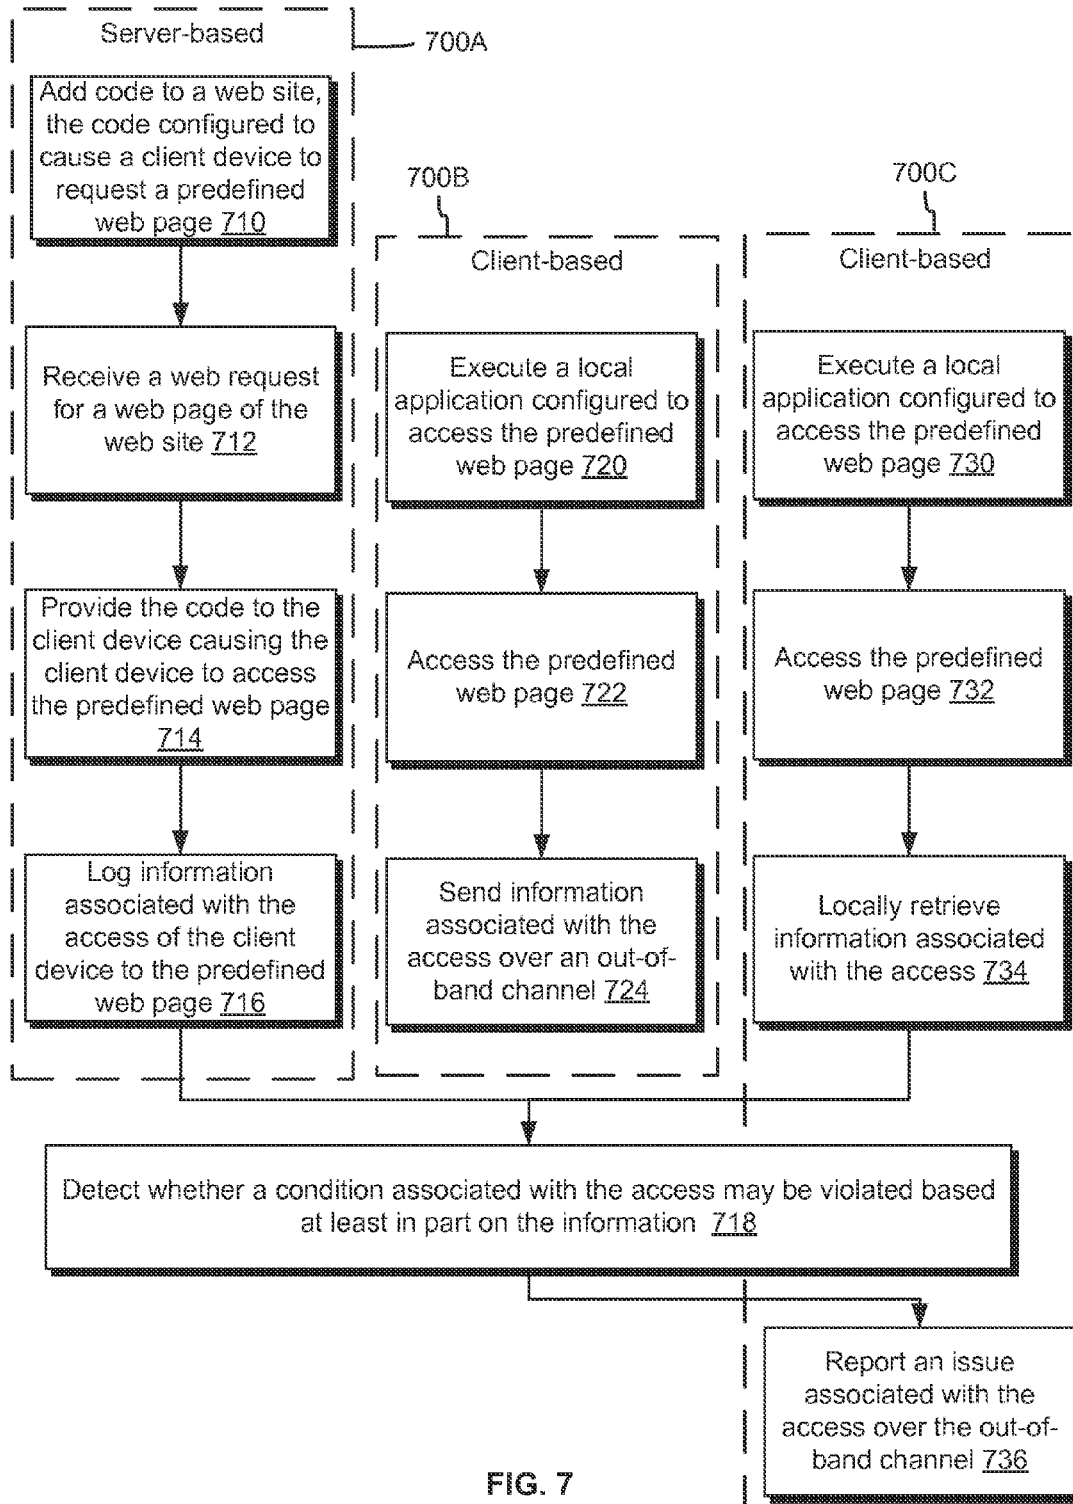 Server-based
700A
Add code to a web site,
the code configured to
cause a client device to
request a predefined
web page 710
Receive a web request
for a web page of the
web site 712
Provide the code to the
client device causing the
client device to access
the predefined web page
714
Log information
associated with the
access of the client
device to the predefined
web page 716
700B
Client-based
Execute a local
application configured to
access the predefined
web page 720
Access the predefined
web page 722
Send information
associated with the
access over an out-of-
band channel 724
700C
Client-based
Execute a local
application configured to
access the predefined
web page 730
Access the predefined
web page 732
Locally retrieve
information associated
with the access 734
Detect whether a condition associated with the access may be violated based
at least in part on the information 718
Report an issue
associated with the
access over the out-of-
band channel 736
FIG. 7